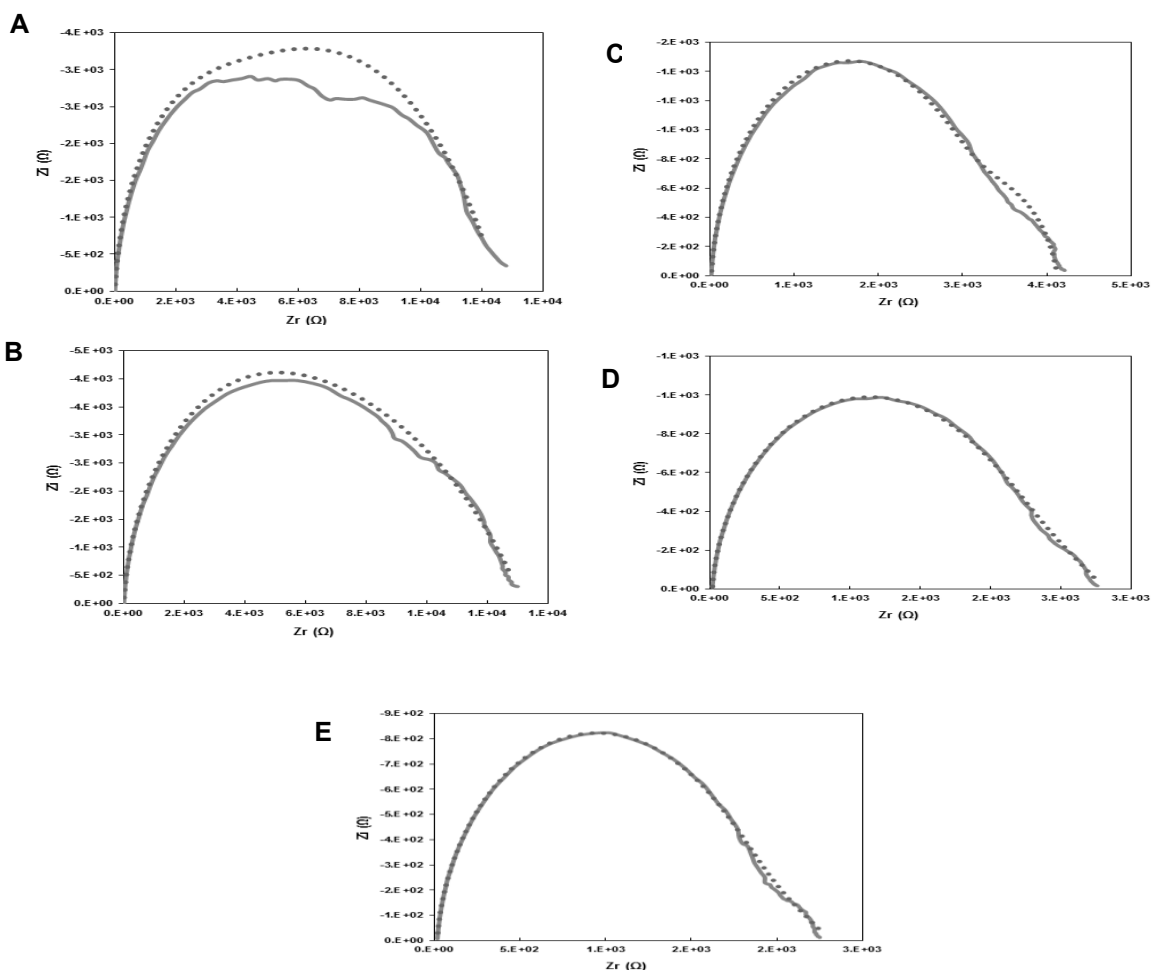 A
-4.E +03
-3.E +03
-3.E +03
-2.E +03
-2.E +03
-1.E +03
-5.E +02
0.E+00
Zi (Ω)
0.E+00 2.E+03 4.E+03 6.E+03 8.E+03 1.E+04 1.E+04 1.E+04
Zr (Ω)
B
-5.E +03
-4.E +03
-4.E +03
-3.E +03
-3.E +03
-2.E +03
-2.E +03
-1.E +03
-5.E +02
0.E+00
Zi (Ω)
0.E+00 2.E+03 4.E+03 6.E+03 8.E+03 1.E+04 1.E+04 1.E+04
Zr (Ω)
C
-2.E +03
-1.E +03
-1.E +03
-1.E +03
-8.E +02
-6.E +02
-4.E +02
-2.E +02
0.E+00
Zi (Ω)
0.E+00 1.E+03 2.E+03 3.E+03 4.E+03 5.E+03
Zr (Ω)
D
-1.E +03
-1.E +03
-8.E +02
-6.E +02
-4.E +02
-2.E +02
0.E+00
Zi (Ω)
0.E+00 5.E+02 1.E+03 2.E+03 2.E+03 3.E+03 3.E+03
Zr (Ω)
E
-9.E +02
-8.E +02
-7.E +02
-6.E +02
-5.E +02
-4.E +02
-3.E +02
-2.E +02
-1.E +02
0.E+00
Zi (Ω)
0.E+00 5.E+02 1.E+03 2.E+03 2.E+03 3.E+03
Zr (Ω)